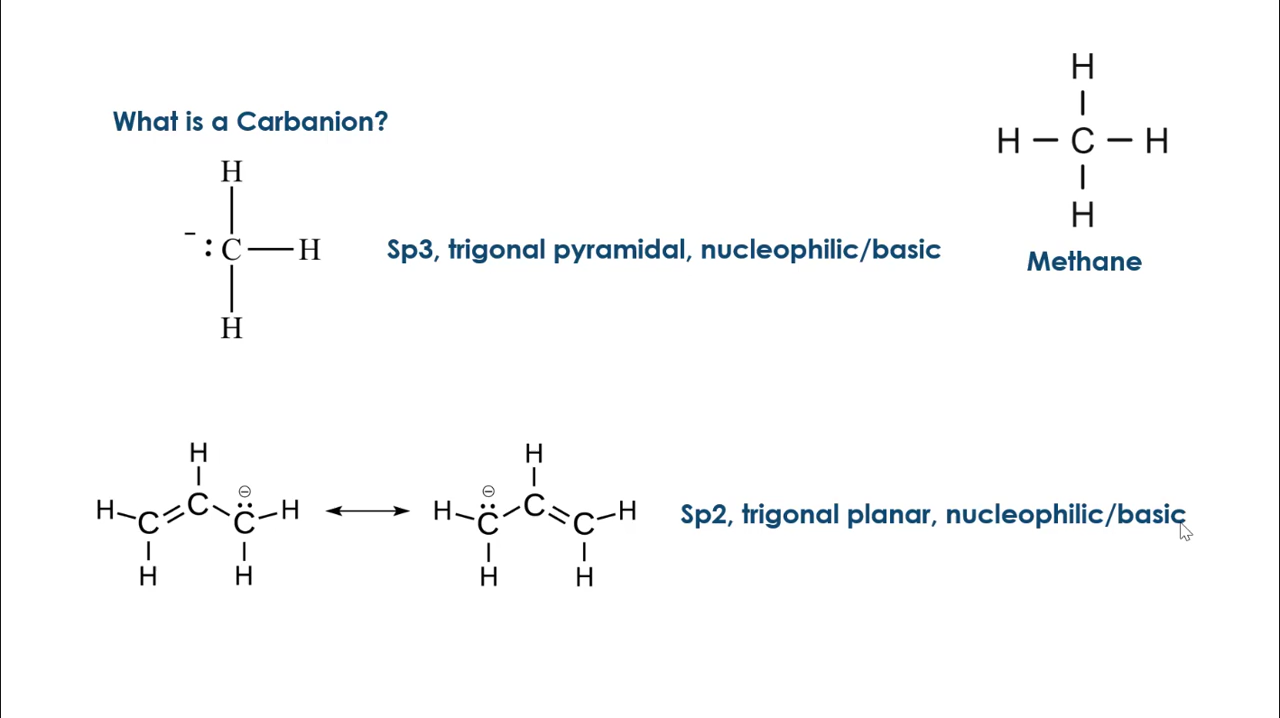 What is a Carbanion?
H
H – C – H
H
Methane
H
− : C — H
H
Sp3, trigonal pyramidal, nucleophilic/basic
H
H C C C̈ ⊖ H
H H
H
H C̈ ⊖ C C H
H H
Sp2, trigonal planar, nucleophilic/basic